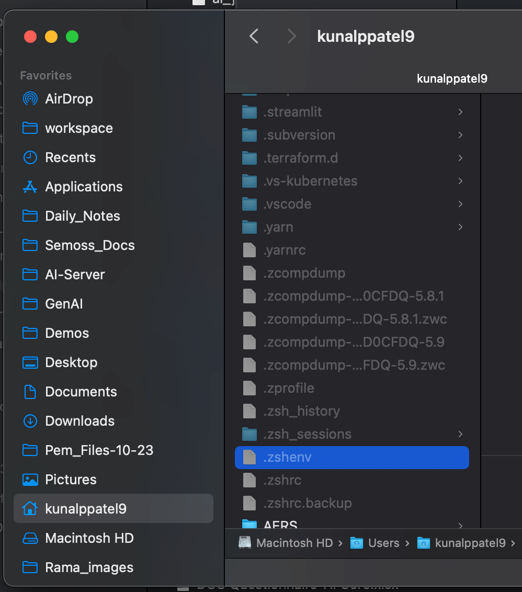 kunalppatel9
kunalppatel9
Favorites
AirDrop
workspace
Recents
Applications
Daily_Notes
Semoss_Docs
AI-Server
GenAI
Demos
Desktop
Documents
Downloads
Pem_Files-10-23
Pictures
kunalppatel9
Macintosh HD
Rama_images
.streamlit
.subversion
.terraform.d
.vs-kubernetes
.vscode
.yarn
.yarnrc
.zcompdump
.zcompdump-...0CFDQ-5.8.1
.zcompdump-...DQ-5.8.1.zwc
.zcompdump-...D0CFDQ-5.9
.zcompdump-...FDQ-5.9.zwc
.zprofile
.zsh_history
.zsh_sessions
.zshenv
.zshrc
.zshrc.backup
AERS
Macintosh HD › Users › kunalppatel9 ›